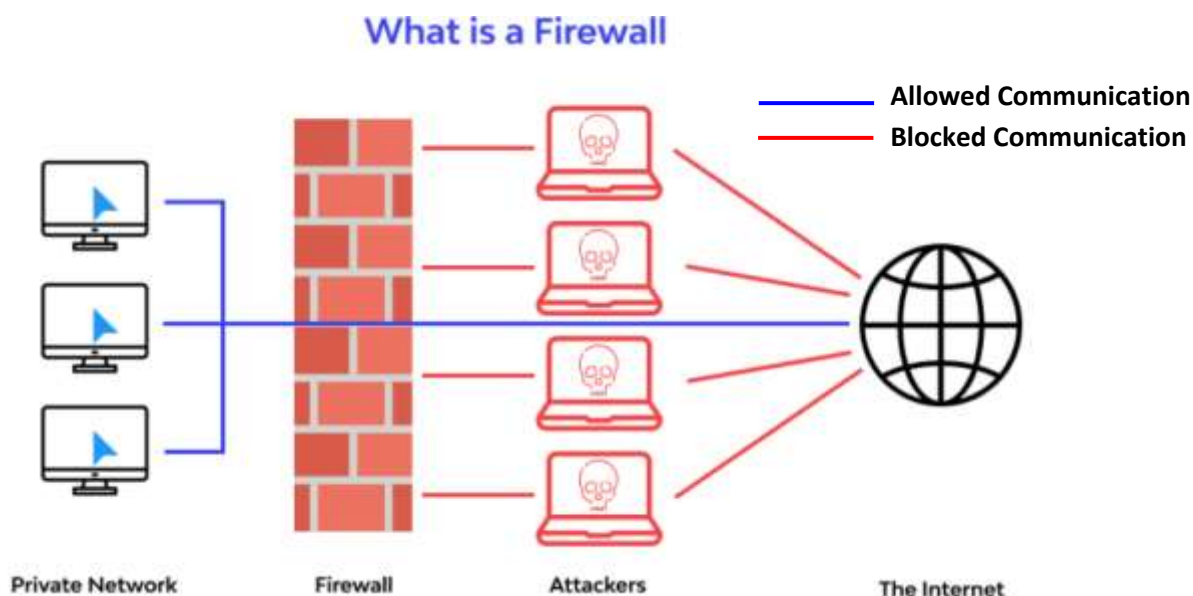 What is a Firewall
Allowed Communication
Blocked Communication
Private Network
Firewall
Attackers
The Internet